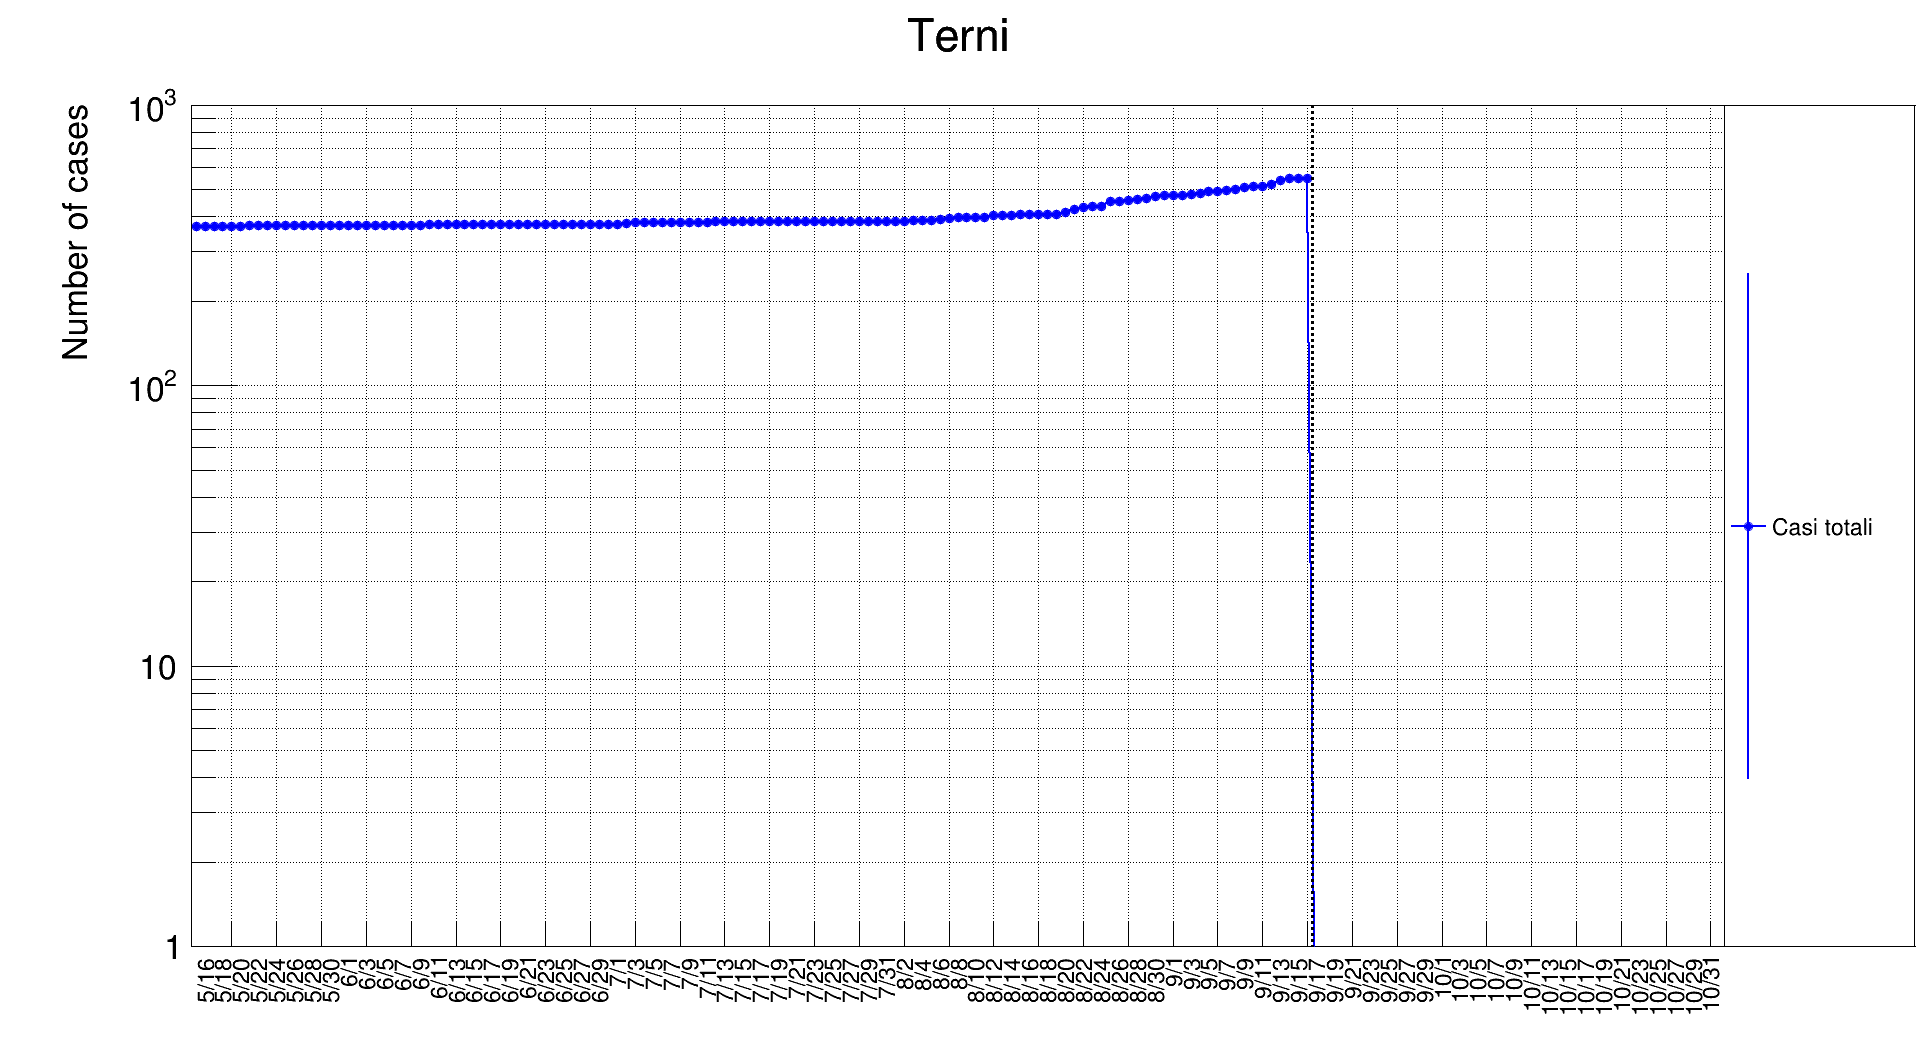 Terni
Number of cases
10³
10²
10
1
5/16 5/18 5/20 5/22 5/24 5/26 5/28 5/30 6/1 6/3 6/5 6/7 6/9 6/11 6/13 6/15 6/17 6/19 6/21 6/23 6/25 6/27 6/29 7/1 7/3 7/5 7/7 7/9 7/11 7/13 7/15 7/17 7/19 7/21 7/23 7/25 7/27 7/29 7/31 8/2 8/4 8/6 8/8 8/10 8/12 8/14 8/16 8/18 8/20 8/22 8/24 8/26 8/28 8/30 9/1 9/3 9/5 9/7 9/9 9/11 9/13 9/15 9/17 9/19 9/21 9/23 9/25 9/27 9/29 10/1 10/3 10/5 10/7 10/9 10/11 10/13 10/15 10/17 10/19 10/21 10/23 10/25 10/27 10/29 10/31
Casi totali